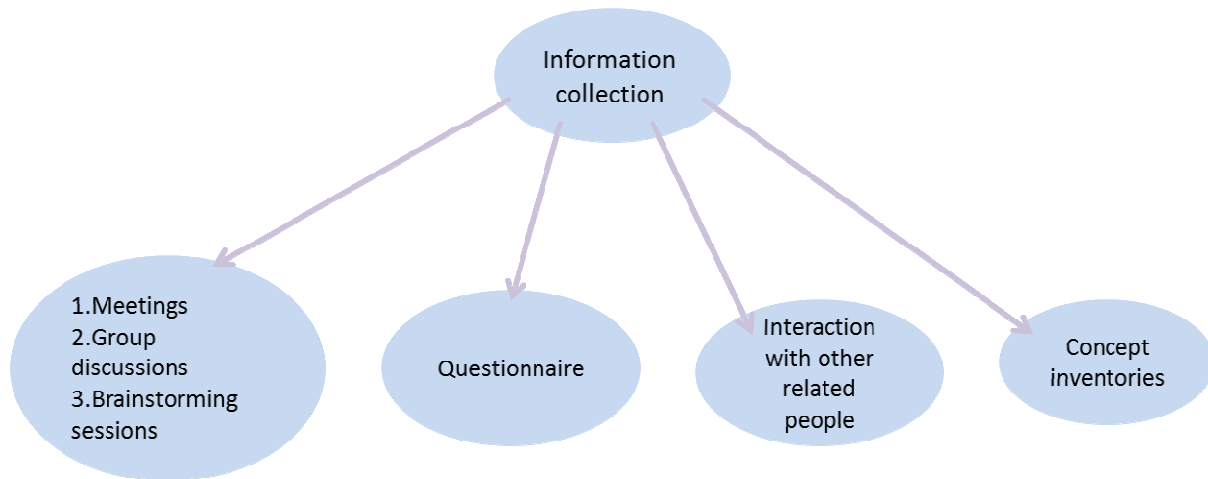 Information
collection
1.Meetings
2.Group
discussions
3.Brainstorming
sessions
Questionnaire
Interaction
with other
related
people
Concept
inventories